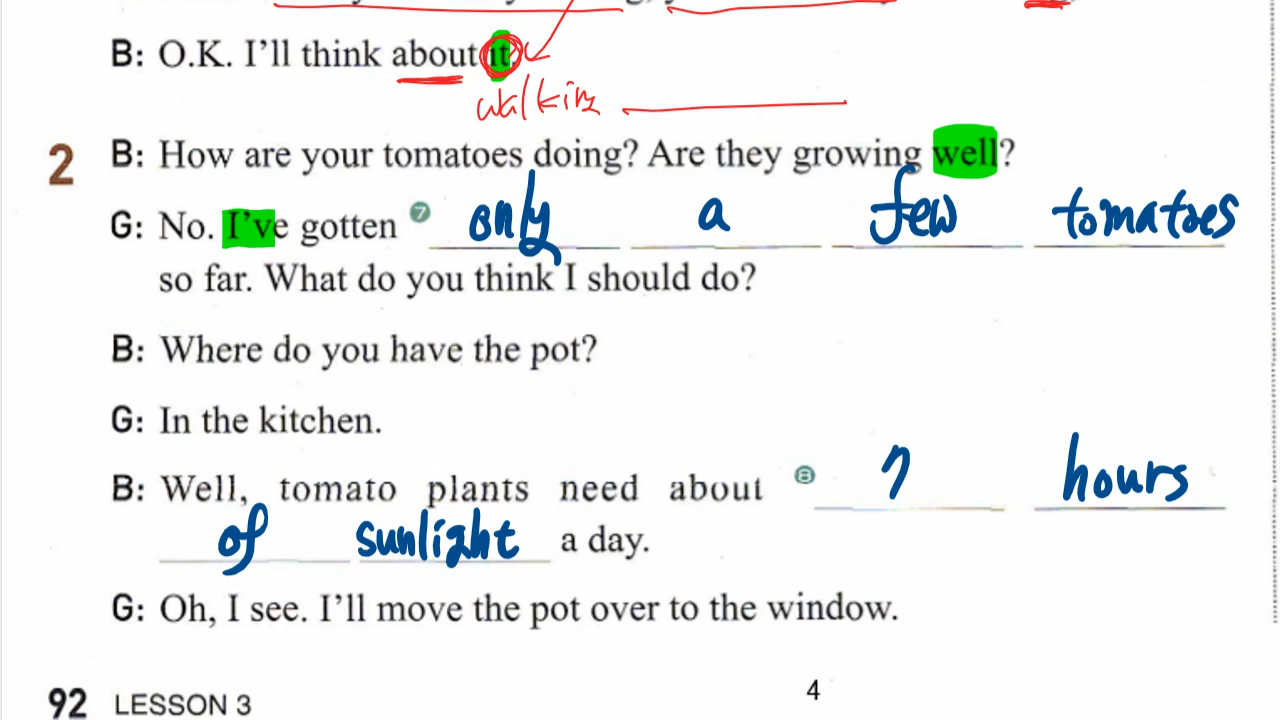 B: O.K. I'll think about it.
walking
2 B: How are your tomatoes doing? Are they growing well?
G: No. I've gotten ⑦ only a few tomatoes
so far. What do you think I should do?
B: Where do you have the pot?
G: In the kitchen.
B: Well, tomato plants need about ⑧ 7 hours
of sunlight a day.
G: Oh, I see. I'll move the pot over to the window.
92 LESSON 3
4